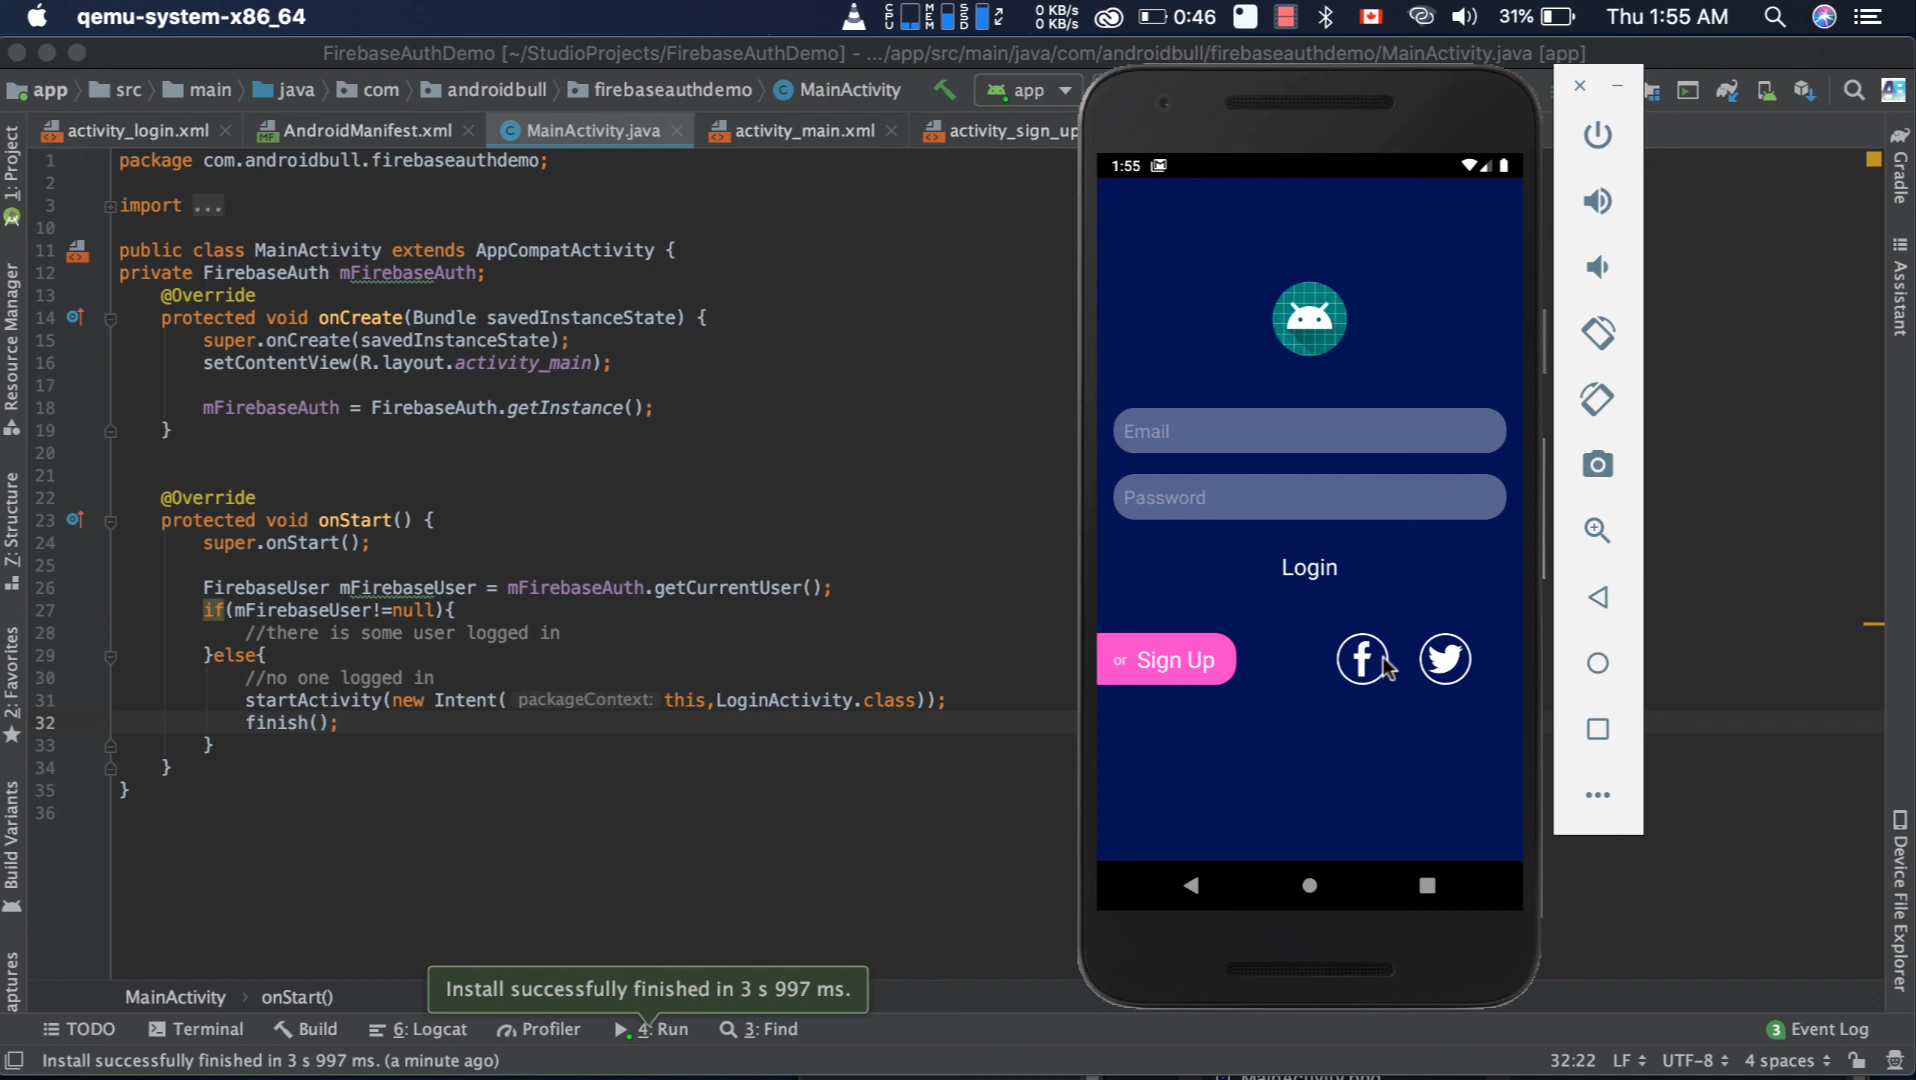 qemu-system-x86_64
CPU
MEM
SSD
0 KB/s
0 KB/s
0:46
31%
Thu 1:55 AM
FirebaseAuthDemo [~/StudioProjects/FirebaseAuthDemo] – .../app/src/main/java/com/androidbull/firebaseauthdemo/MainActivity.java [app]
app
src
main
java
com
androidbull
firebaseauthdemo
MainActivity
app
activity_login.xml
AndroidManifest.xml
MainActivity.java
activity_main.xml
activity_sign_up
1 package com.androidbull.firebaseauthdemo;
2
3 import ...
10
11 public class MainActivity extends AppCompatActivity {
12 private FirebaseAuth mFirebaseAuth;
13 @Override
14 protected void onCreate(Bundle savedInstanceState) {
15 super.onCreate(savedInstanceState);
16 setContentView(R.layout.activity_main);
17
18 mFirebaseAuth = FirebaseAuth.getInstance();
19 }
20
21
22 @Override
23 protected void onStart() {
24 super.onStart();
25
26 FirebaseUser mFirebaseUser = mFirebaseAuth.getCurrentUser();
27 if(mFirebaseUser!=null){
28 //there is some user logged in
29 }else{
30 //no one logged in
31 startActivity(new Intent( packageContext: this,LoginActivity.class));
32 finish();
33 }
34 }
35 }
36
1: Project
Resource Manager
Z: Structure
2: Favorites
Build Variants
aptures
1:55
Email
Password
Login
or Sign Up
Gradle
Assistant
Device File Explorer
MainActivity › onStart()
Install successfully finished in 3 s 997 ms.
TODO
Terminal
Build
6: Logcat
Profiler
4: Run
3: Find
3 Event Log
Install successfully finished in 3 s 997 ms. (a minute ago)
32:22 LF UTF-8 4 spaces